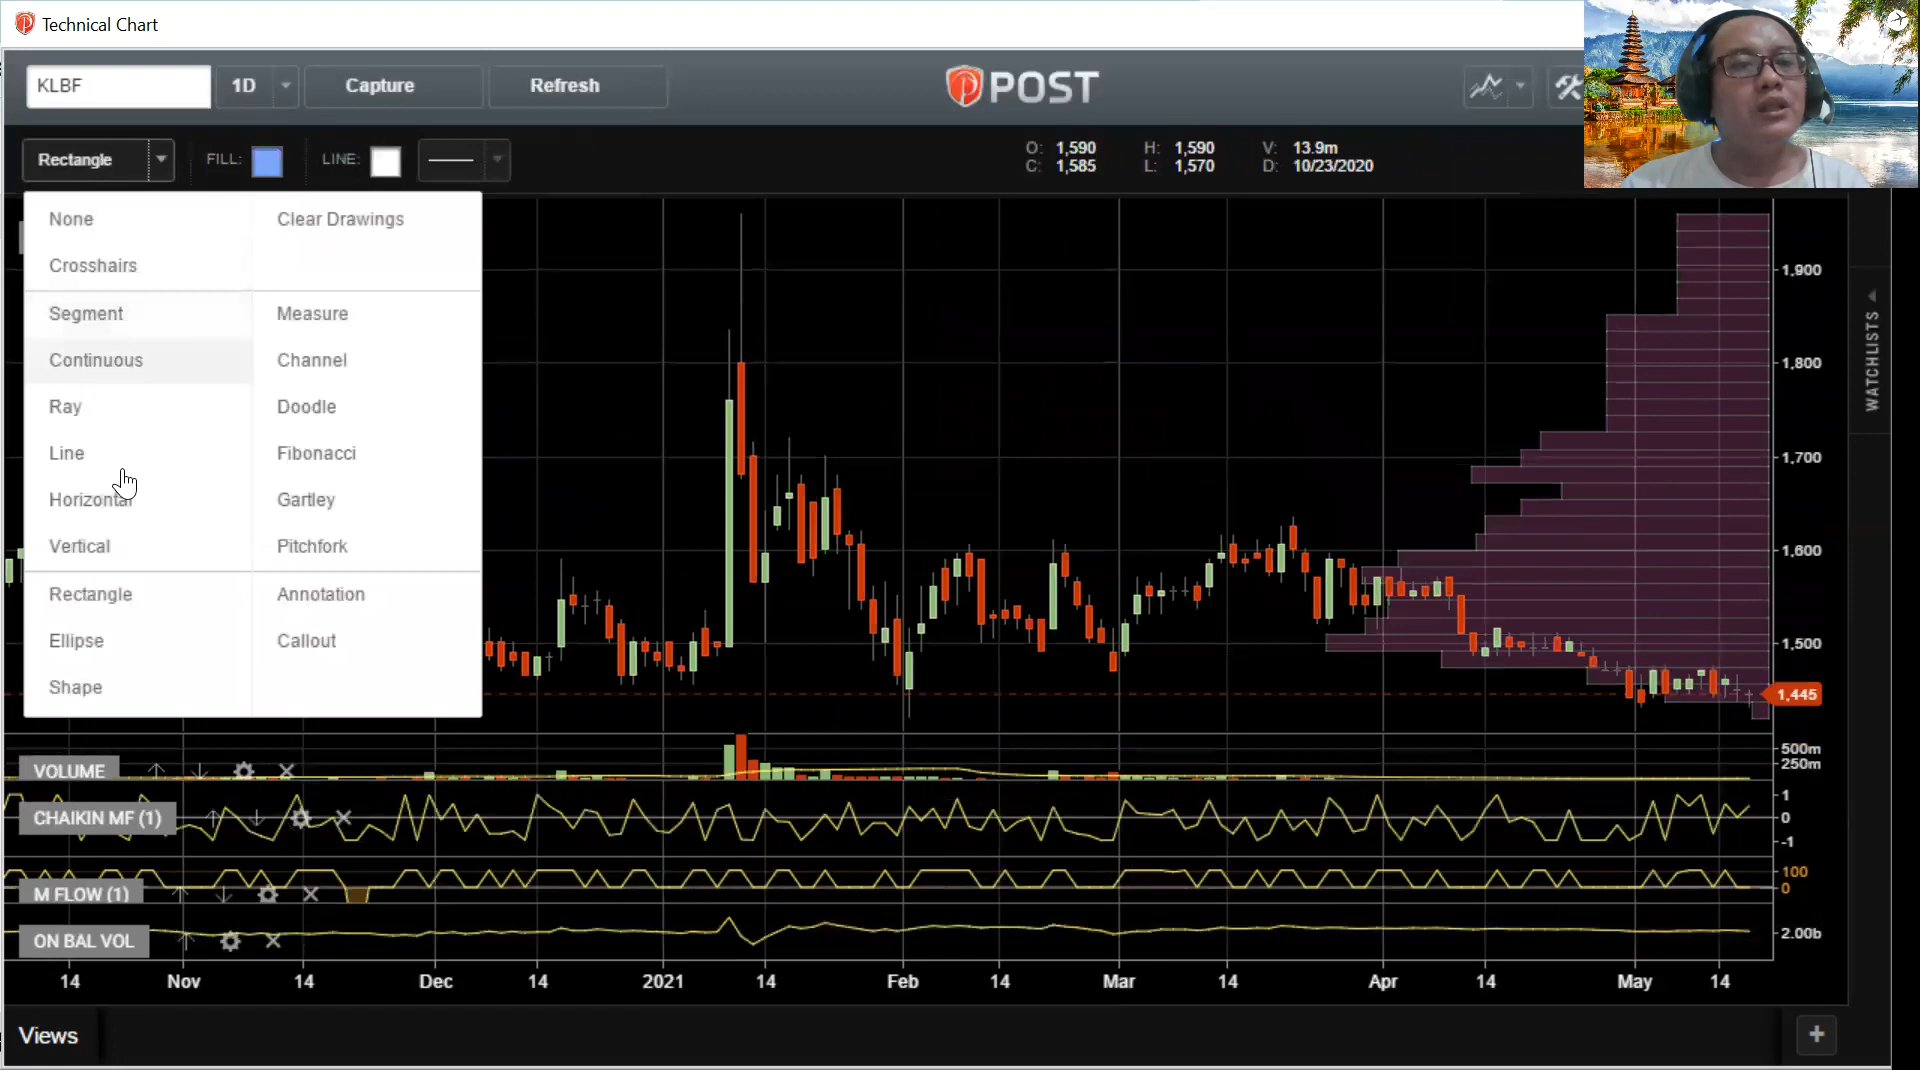 Technical Chart
KLBF 1D Capture Refresh POST
Rectangle FILL: LINE: O: 1,590 H: 1,590 V: 13.9m
C: 1,585 L: 1,570 D: 10/23/2020
None Clear Drawings
Crosshairs
Segment Measure
Continuous Channel
Ray Doodle
Line Fibonacci
Horizontal Gartley
Vertical Pitchfork
Rectangle Annotation
Ellipse Callout
Shape
1,900
1,800
1,700
1,600
1,500
1,445
WATCHLISTS
VOLUME 500m
250m
CHAIKIN MF (1) 1
0
-1
M FLOW (1) 100
0
ON BAL VOL 2.00b
14 Nov 14 Dec 14 2021 14 Feb 14 Mar 14 Apr 14 May 14
Views +